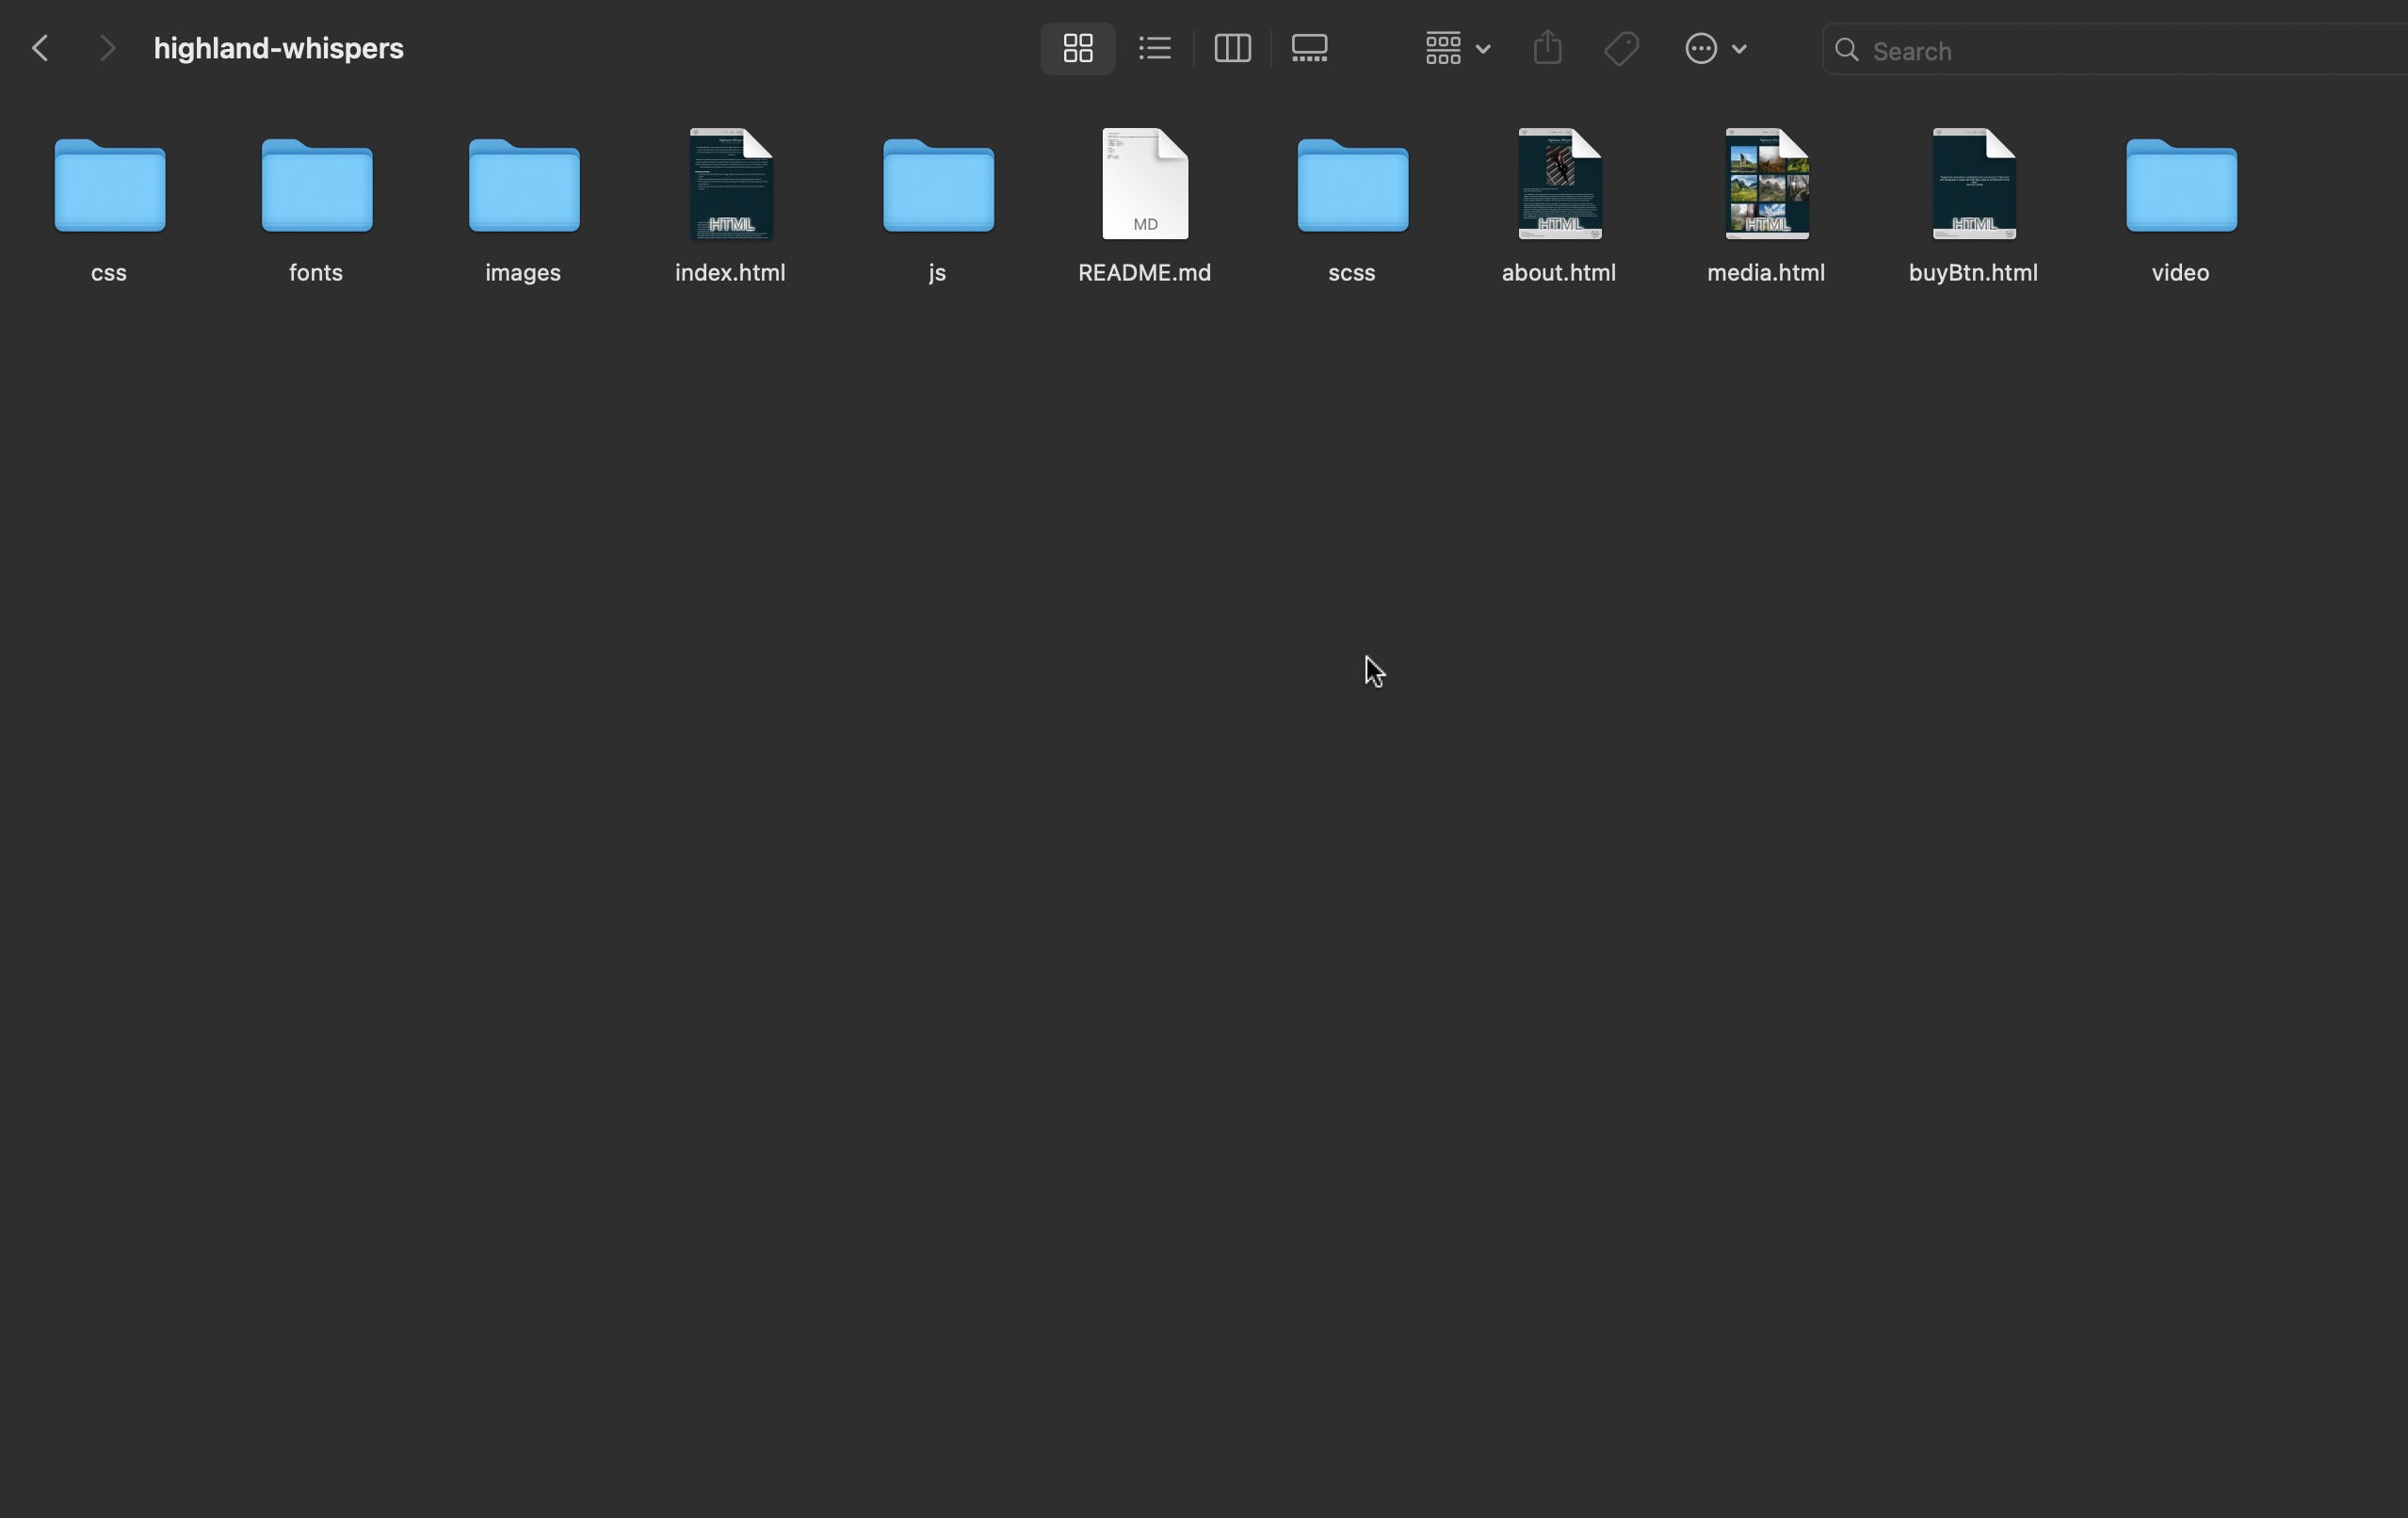 highland-whispers
Search
HTML
MD
HTML
HTML
HTML
css
fonts
images
index.html
js
README.md
scss
about.html
media.html
buyBtn.html
video